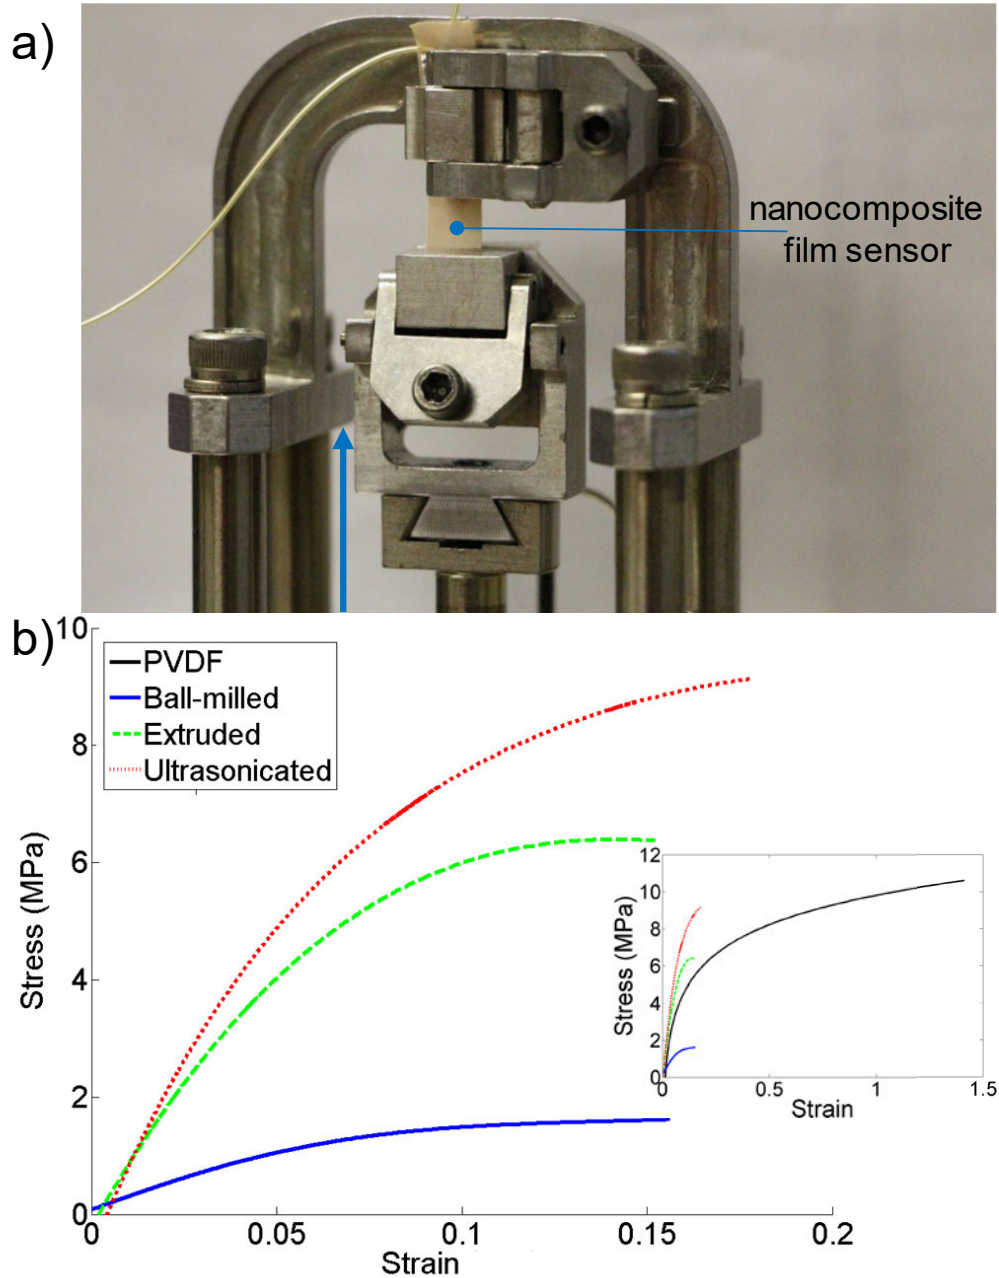 a)
nanocomposite
film sensor
b)
10
8
6
4
2
0
Stress (MPa)
PVDF
Ball-milled
Extruded
Ultrasonicated
0
0.05
0.1
0.15
0.2
Strain
12
10
8
6
4
2
0
Stress (MPa)
0
0.5
1
1.5
Strain